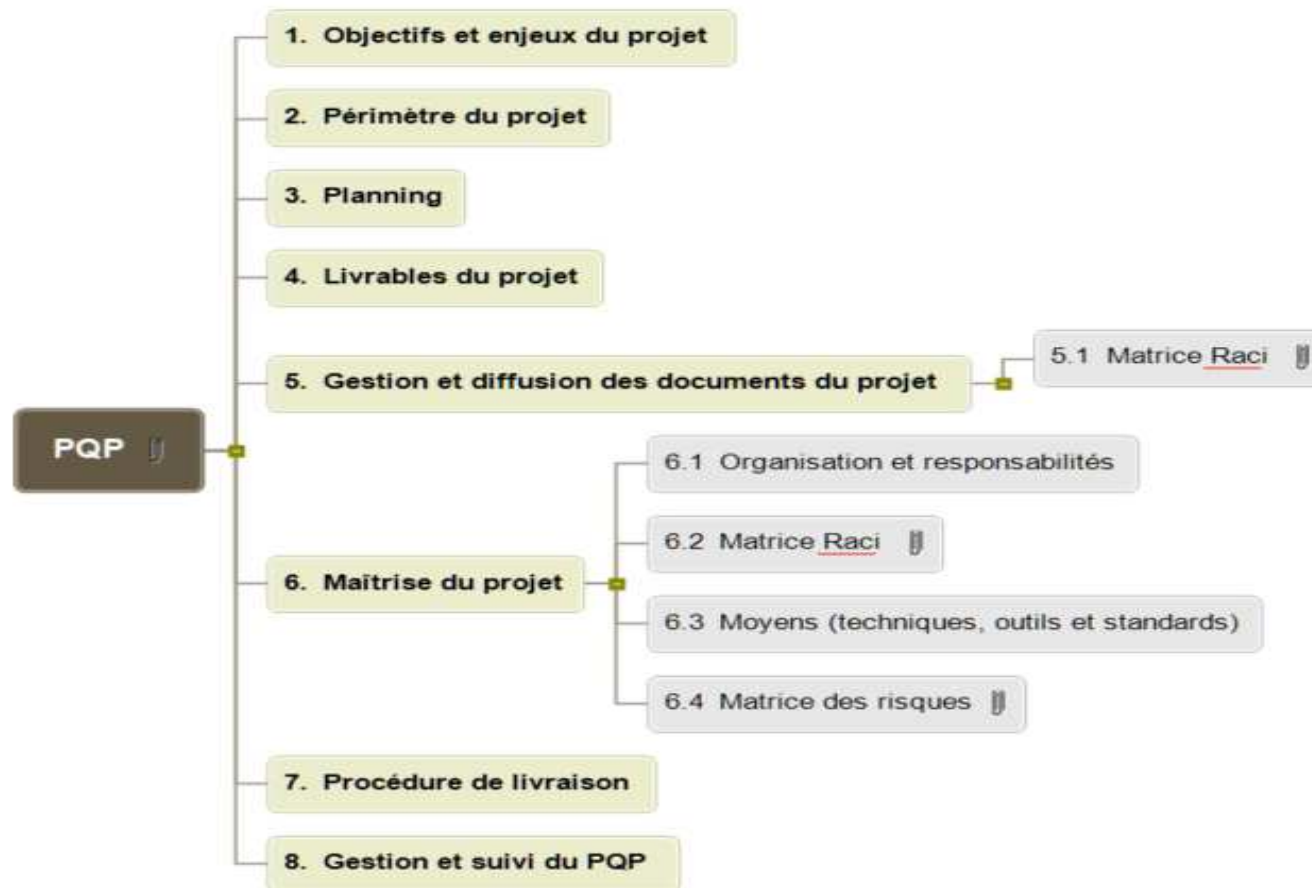 1. Objectifs et enjeux du projet
2. Périmètre du projet
3. Planning
4. Livrables du projet
5. Gestion et diffusion des documents du projet
5.1 Matrice Raci
PQP
6. Maîtrise du projet
6.1 Organisation et responsabilités
6.2 Matrice Raci
6.3 Moyens (techniques, outils et standards)
6.4 Matrice des risques
7. Procédure de livraison
8. Gestion et suivi du PQP